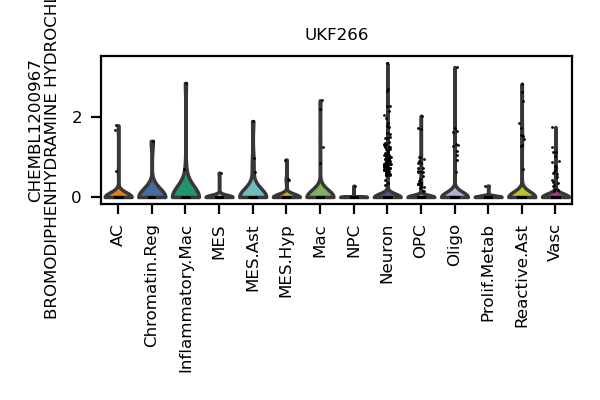 UKF266
CHEMBL1200967
BROMODIPHENHYDRAMINE
2
0
AC
Chromatin.Reg
Inflammatory.Mac
MES
MES.Ast
MES.Hyp
Mac
NPC
Neuron
OPC
Oligo
Prolif.Metab
Reactive.Ast
Vasc